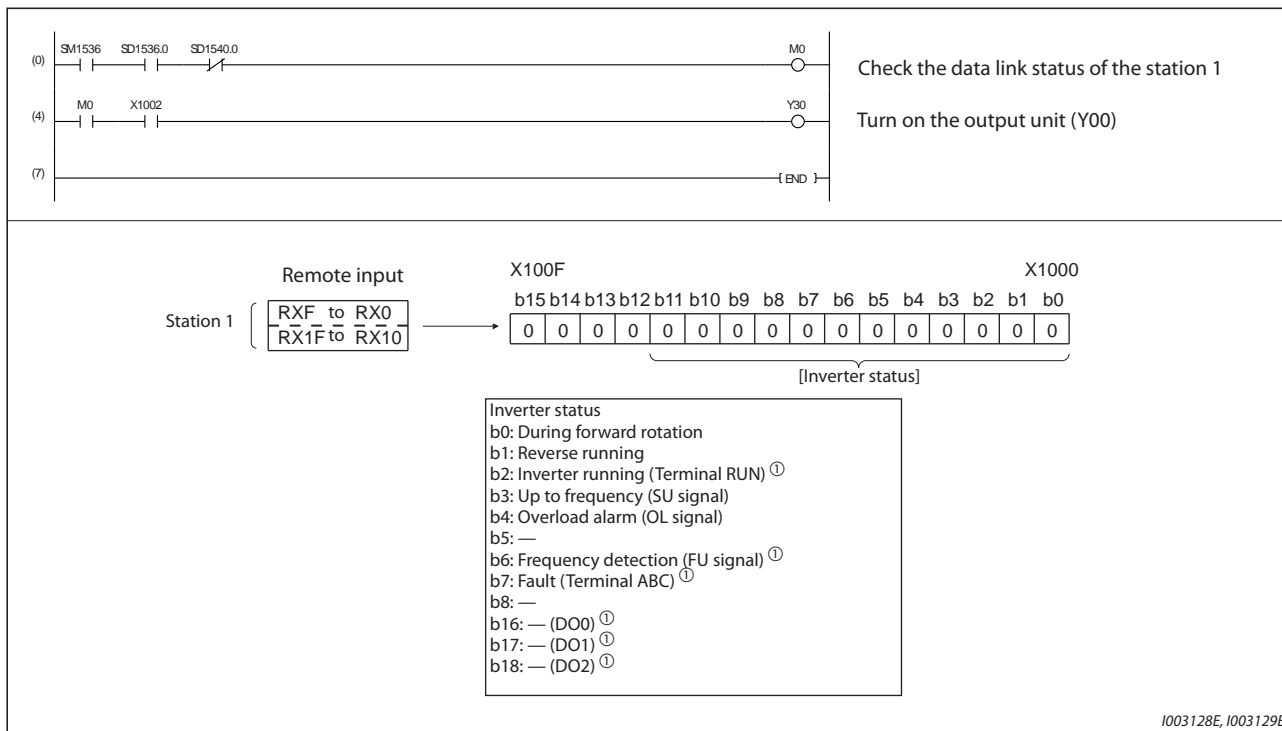 SM1536 SD1536.0 SD1540.0 M0
(0) Check the data link status of the station 1
M0 X1002 Y30
(4) Turn on the output unit (Y00)
(7) END
Remote input X100F X1000
b15 b14 b13 b12 b11 b10 b9 b8 b7 b6 b5 b4 b3 b2 b1 b0
Station 1 RXF to RX0 0 0 0 0 0 0 0 0 0 0 0 0 0 0 0 0
RX1F to RX10
[Inverter status]
Inverter status
b0: During forward rotation
b1: Reverse running
b2: Inverter running (Terminal RUN) ①
b3: Up to frequency (SU signal)
b4: Overload alarm (OL signal)
b5: —
b6: Frequency detection (FU signal) ①
b7: Fault (Terminal ABC) ①
b8: —
b16: — (DO0) ①
b17: — (DO1) ①
b18: — (DO2) ①
I003128E, I003129E